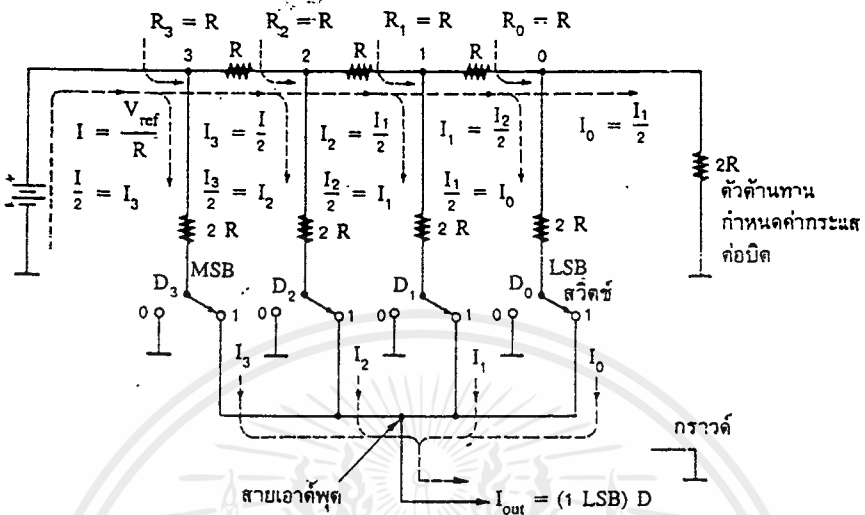 R₃ = R   R₂ = R   R₁ = R   R₀ = R
3   R   2   R   1   R   0
I = V_ref / R   I₃ = I/2   I₂ = I₁/2   I₁ = I₂/2   I₀ = I₁/2
I/2 = I₃   I₃/2 = I₂   I₂/2 = I₁   I₁/2 = I₀
+
-
2R
ตัวต้านทาน
กำหนดค่ากระแส
ต่อบิต
2 R   2 R   2 R   2 R
MSB   LSB
D₃   D₂   D₁   D₀   สวิตช์
0   1   0   1   0   1   0   1
I₃   I₂   I₁   I₀
กราวด์
สายเอาต์พุต
I_out = (1 LSB) D